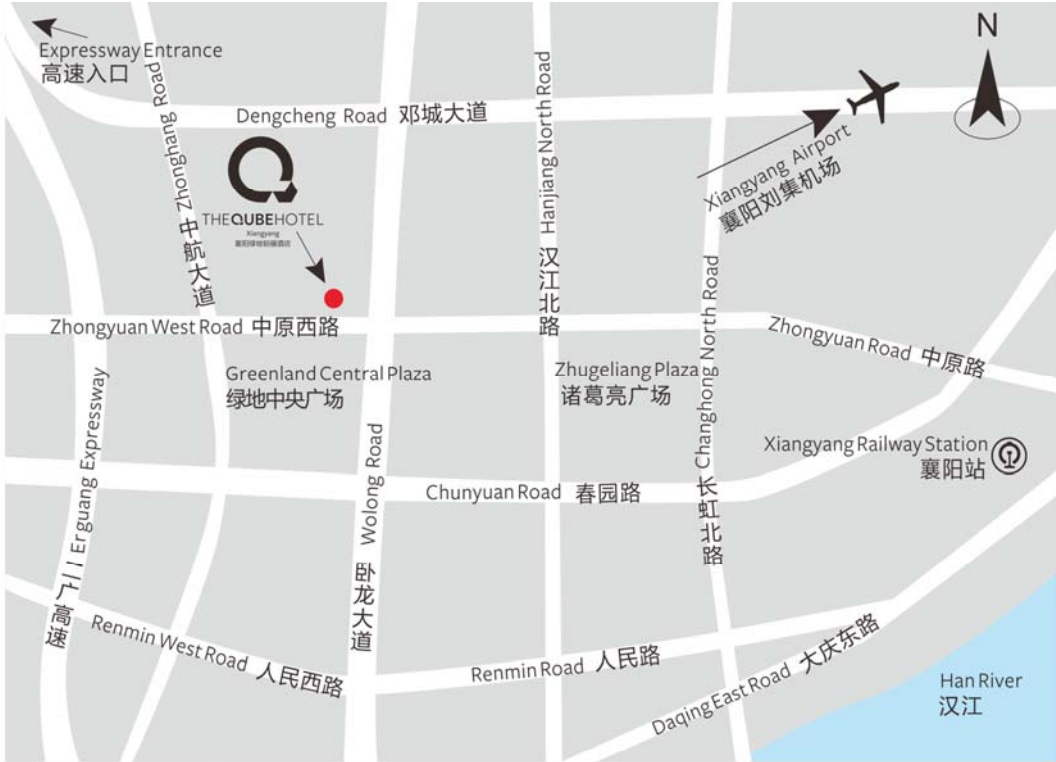 N
Expressway Entrance
高速入口
Zhonghang Road
中航大道
Dengcheng Road 邓城大道
Hanjiang North Road
汉江北路
Xiangyang Airport
襄阳刘集机场
THE QUBE HOTEL
Xiangyang
Changhong North Road
长虹北路
Zhongyuan West Road 中原西路
Zhongyuan Road 中原路
Greenland Central Plaza
绿地中央广场
Zhugeliang Plaza
诸葛亮广场
Xiangyang Railway Station
襄阳站
Erguang Expressway
二广高速
Wolong Road
卧龙大道
Chunyuan Road 春园路
Renmin West Road 人民西路
Renmin Road 人民路
Daqing East Road 大庆东路
Han River
汉江